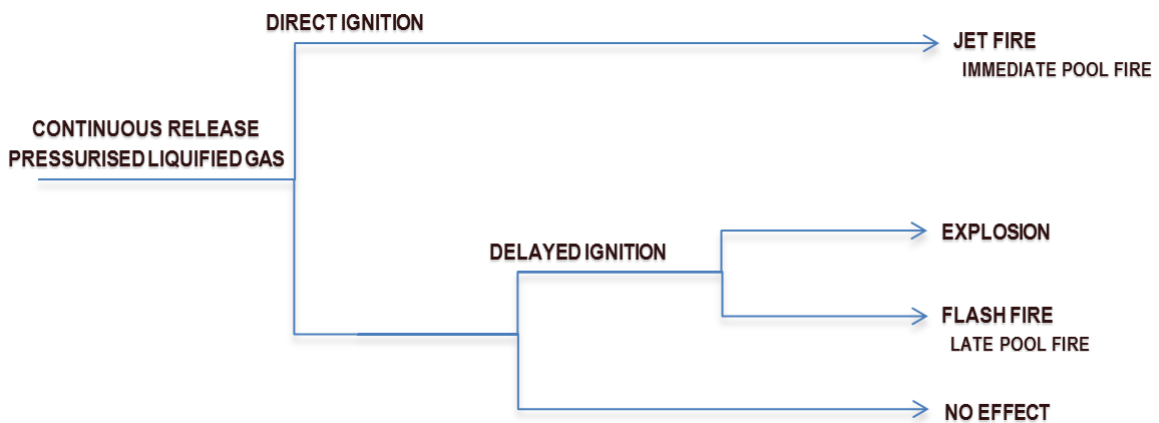 DIRECT IGNITION
JET FIRE
IMMEDIATE POOL FIRE
CONTINUOUS RELEASE
PRESSURISED LIQUIFIED GAS
EXPLOSION
DELAYED IGNITION
FLASH FIRE
LATE POOL FIRE
NO EFFECT